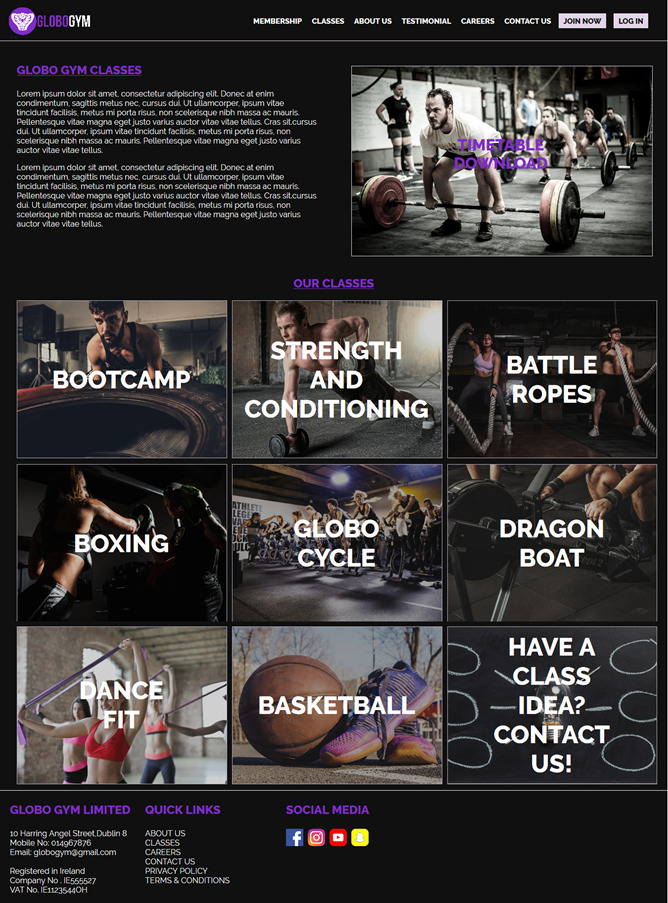 GLOBOGYM
MEMBERSHIP CLASSES ABOUT US TESTIMONIAL CAREERS CONTACT US JOIN NOW LOG IN
GLOBO GYM CLASSES
Lorem ipsum dolor sit amet, consectetur adipiscing elit. Donec at enim
condimentum, sagittis metus nec, cursus dui. Ut ullamcorper, ipsum vitae
tincidunt facilisis, metus mi porta risus, non scelerisque nibh massa ac mauris.
Pellentesque vitae magna eget justo varius auctor vitae vitae tellus. Cras sit.cursus
dui. Ut ullamcorper, ipsum vitae tincidunt facilisis, metus mi porta risus, non
scelerisque nibh massa ac mauris. Pellentesque vitae magna eget justo varius
auctor vitae vitae tellus.
Lorem ipsum dolor sit amet, consectetur adipiscing elit. Donec at enim
condimentum, sagittis metus nec, cursus dui. Ut ullamcorper, ipsum vitae
tincidunt facilisis, metus mi porta risus, non scelerisque nibh massa ac mauris.
Pellentesque vitae magna eget justo varius auctor vitae vitae tellus. Cras sit.cursus
dui. Ut ullamcorper, ipsum vitae tincidunt facilisis, metus mi porta risus, non
scelerisque nibh massa ac mauris. Pellentesque vitae magna eget justo varius
auctor vitae vitae tellus.
TIMETABLE
DOWNLOAD
OUR CLASSES
BOOTCAMP
STRENGTH
AND
CONDITIONING
BATTLE
ROPES
BOXING
GLOBO
CYCLE
DRAGON
BOAT
DANCE
FIT
BASKETBALL
HAVE A
CLASS
IDEA?
CONTACT
US!
GLOBO GYM LIMITED
10 Harring Angel Street,Dublin 8
Mobile No: 014967876
Email: globogym@gmail.com
Registered in Ireland
Company No . IE555527
VAT No. IE1123544OH
QUICK LINKS
ABOUT US
CLASSES
CAREERS
CONTACT US
PRIVACY POLICY
TERMS & CONDITIONS
SOCIAL MEDIA